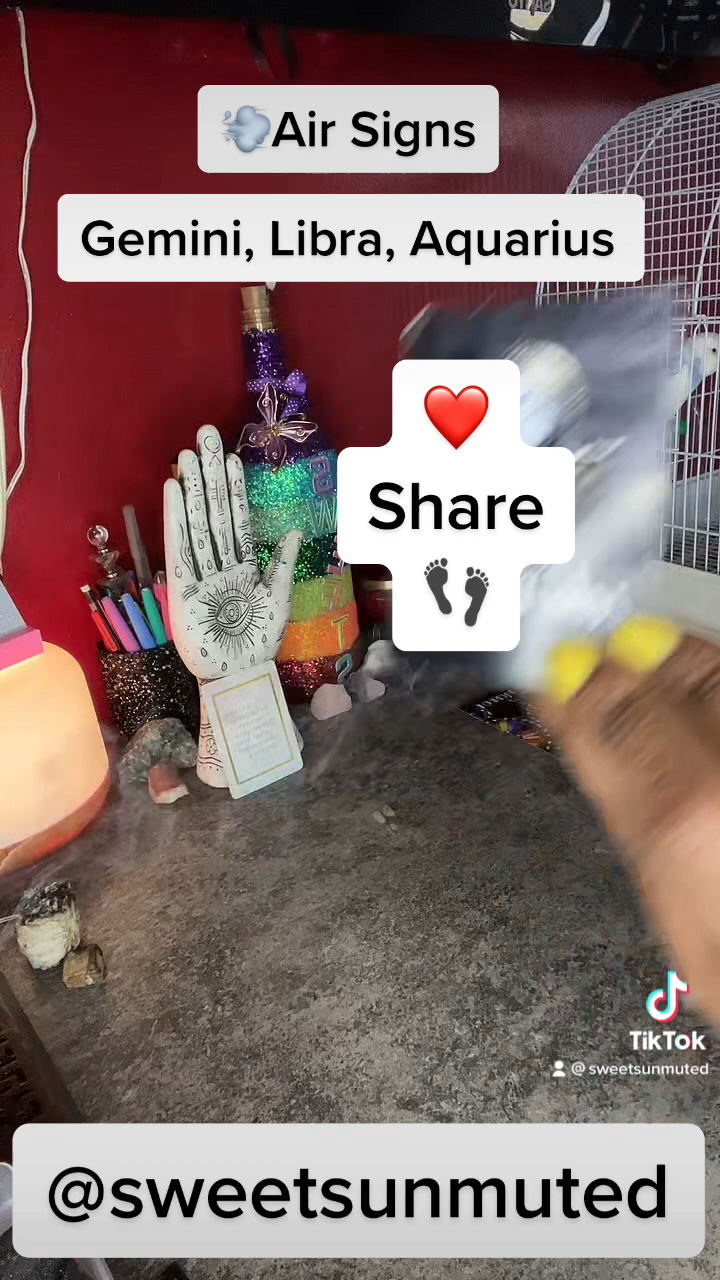 💨Air Signs
Gemini, Libra, Aquarius
❤️
Share
👣
TikTok
@sweetsunmuted
@sweetsunmuted